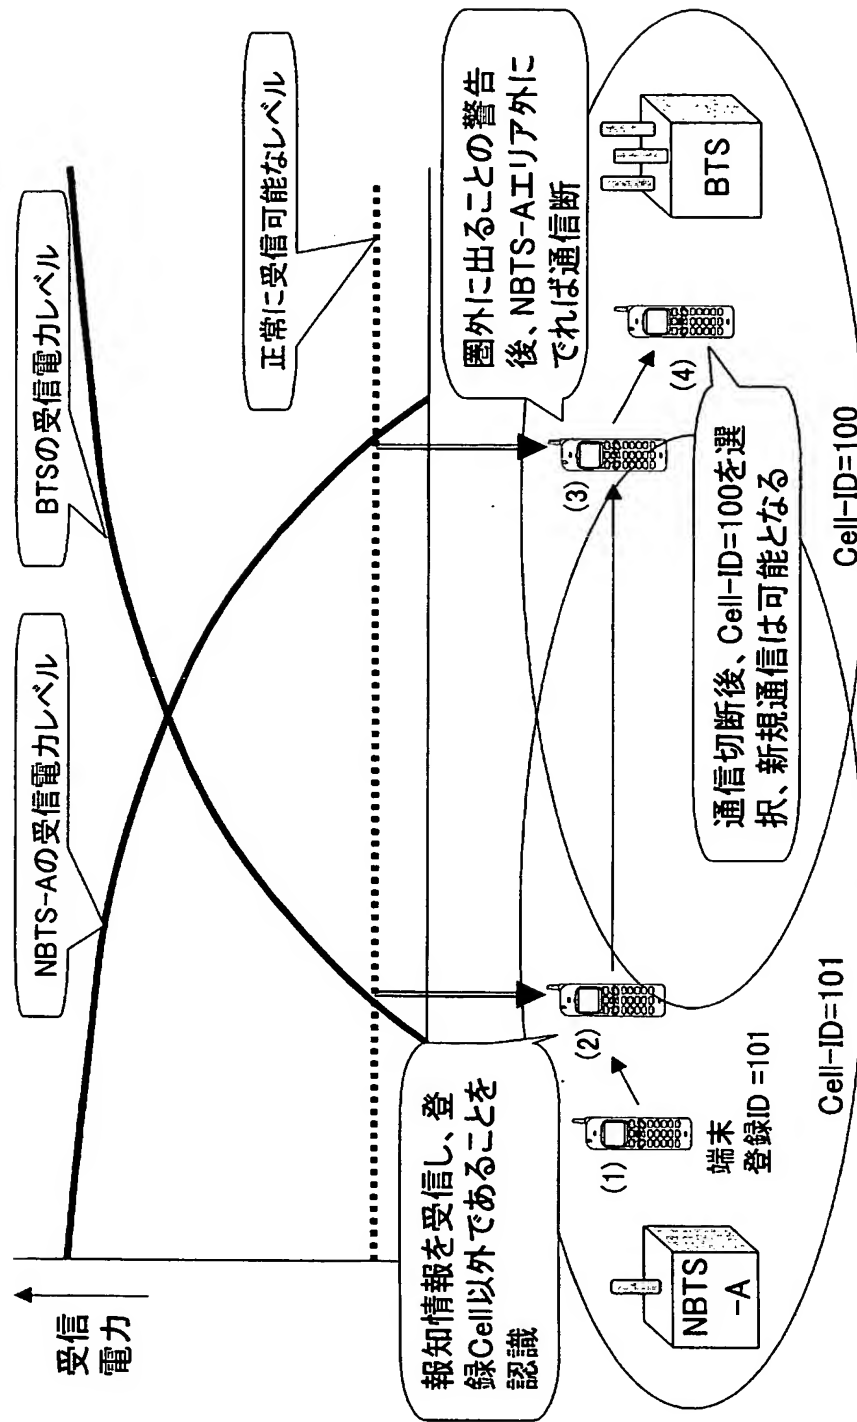 受信
電力
NBTS-Aの受信電力レベル
BTSの受信電力レベル
正常に受信可能なレベル
報知情報を受信し、登
録Cell以外であることを
認識
圏外に出ることの警告
後、NBTS-Aエリア外に
でれば通信断
(1)
(2)
(3)
(4)
端末
登録ID =101
通信切断後、Cell-ID=100を選
択、新規通信は可能となる
NBTS
-A
BTS
Cell-ID=101
Cell-ID=100